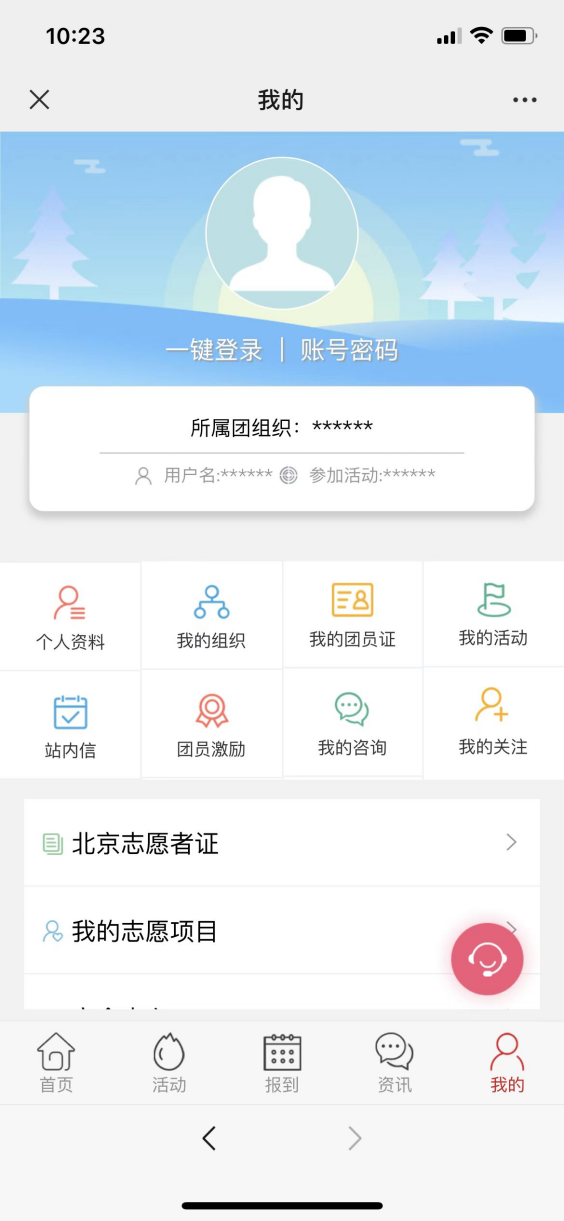 10:23
我的
一键登录 | 账号密码
所属团组织：******
用户名:****** 参加活动:******
个人资料 我的组织 我的团员证 我的活动
站内信 团员激励 我的咨询 我的关注
北京志愿者证
我的志愿项目
首页 活动 报到 资讯 我的